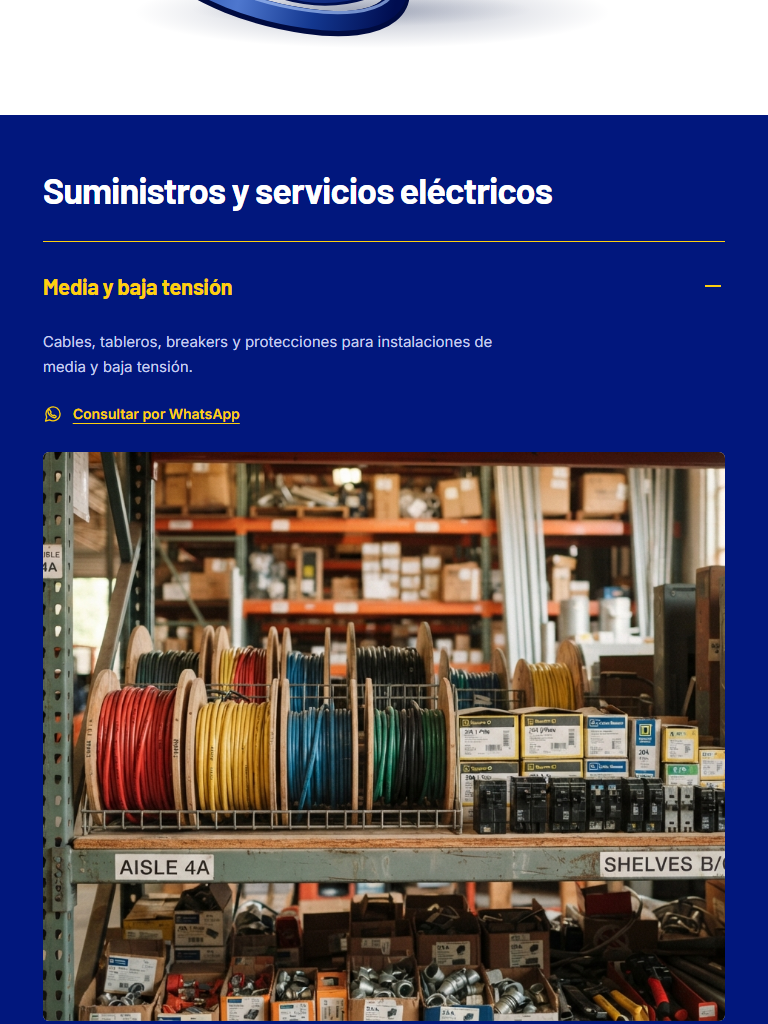 Suministros y servicios eléctricos
Media y baja tensión
Cables, tableros, breakers y protecciones para instalaciones de
media y baja tensión.
Consultar por WhatsApp
4A
AISLE 4A
SHELVES B/